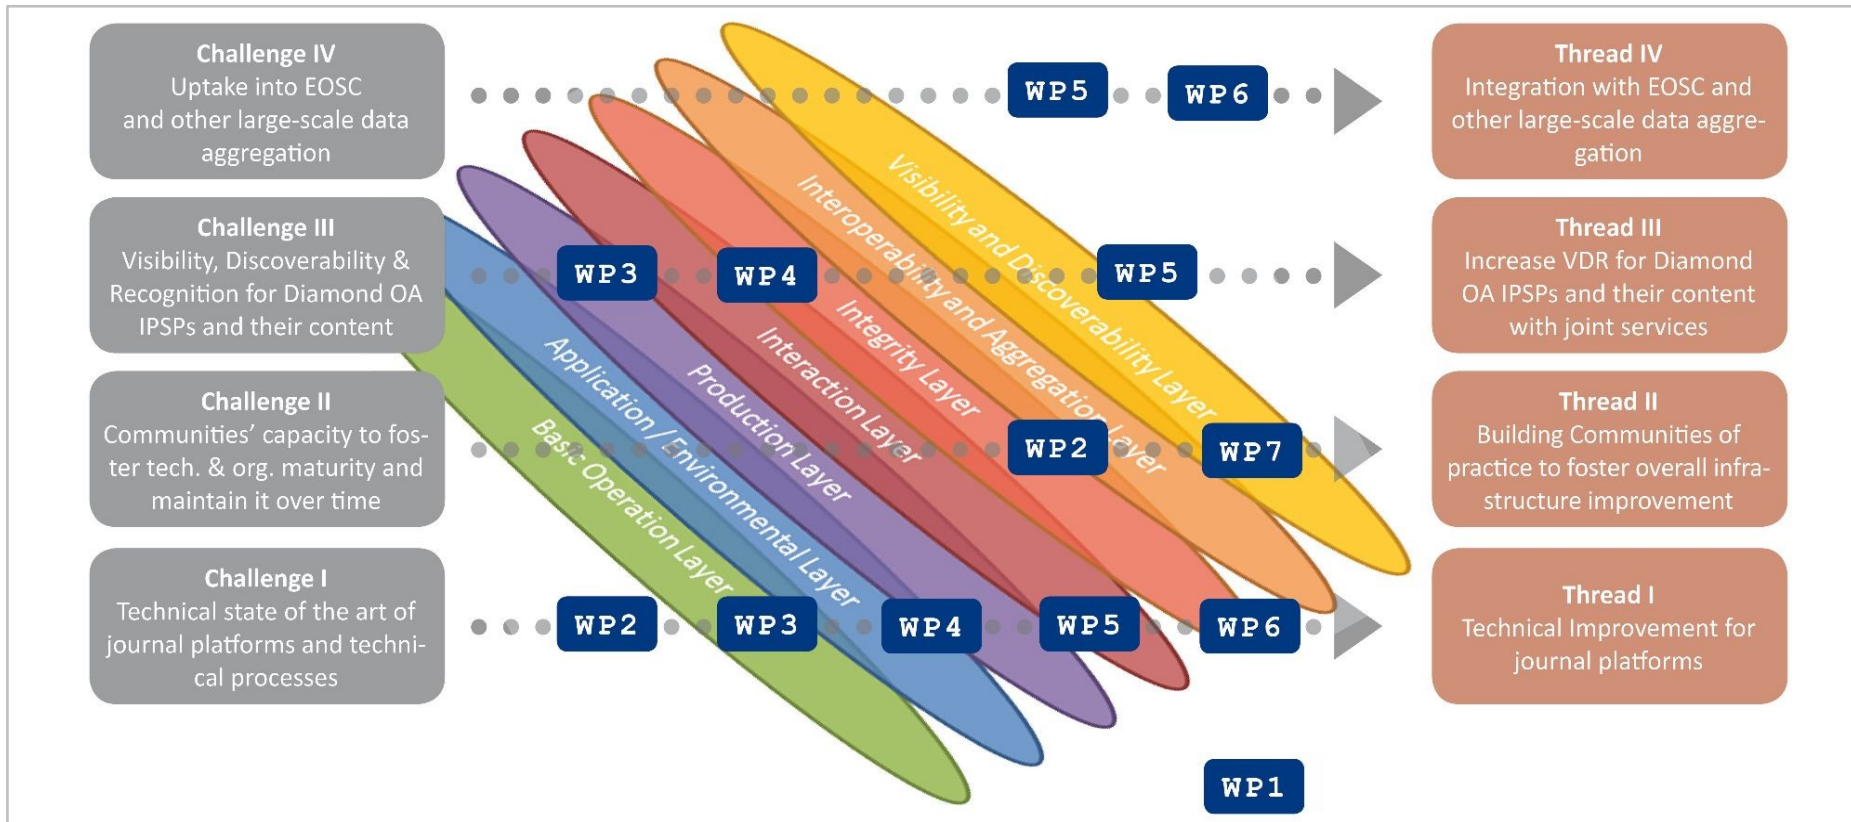 Challenge IV
Uptake into EOSC
and other large-scale data
aggregation
WP5
WP6
Thread IV
Integration with EOSC and
other large-scale data aggre-
gation
Challenge III
Visibility, Discoverability &
Recognition for Diamond OA
IPSPs and their content
WP3
WP4
WP5
Thread III
Increase VDR for Diamond
OA IPSPs and their content
with joint services
Challenge II
Communities’ capacity to fos-
ter tech. & org. maturity and
maintain it over time
WP2
WP7
Thread II
Building Communities of
practice to foster overall infra-
structure improvement
Challenge I
Technical state of the art of
journal platforms and techni-
cal processes
WP2
WP3
WP4
WP5
WP6
Thread I
Technical Improvement for
journal platforms
Basic Operation Layer
Application / Environmental Layer
Production Layer
Interaction Layer
Integrity Layer
Interoperability and Aggregation Layer
Visibility and Discoverability Layer
WP1